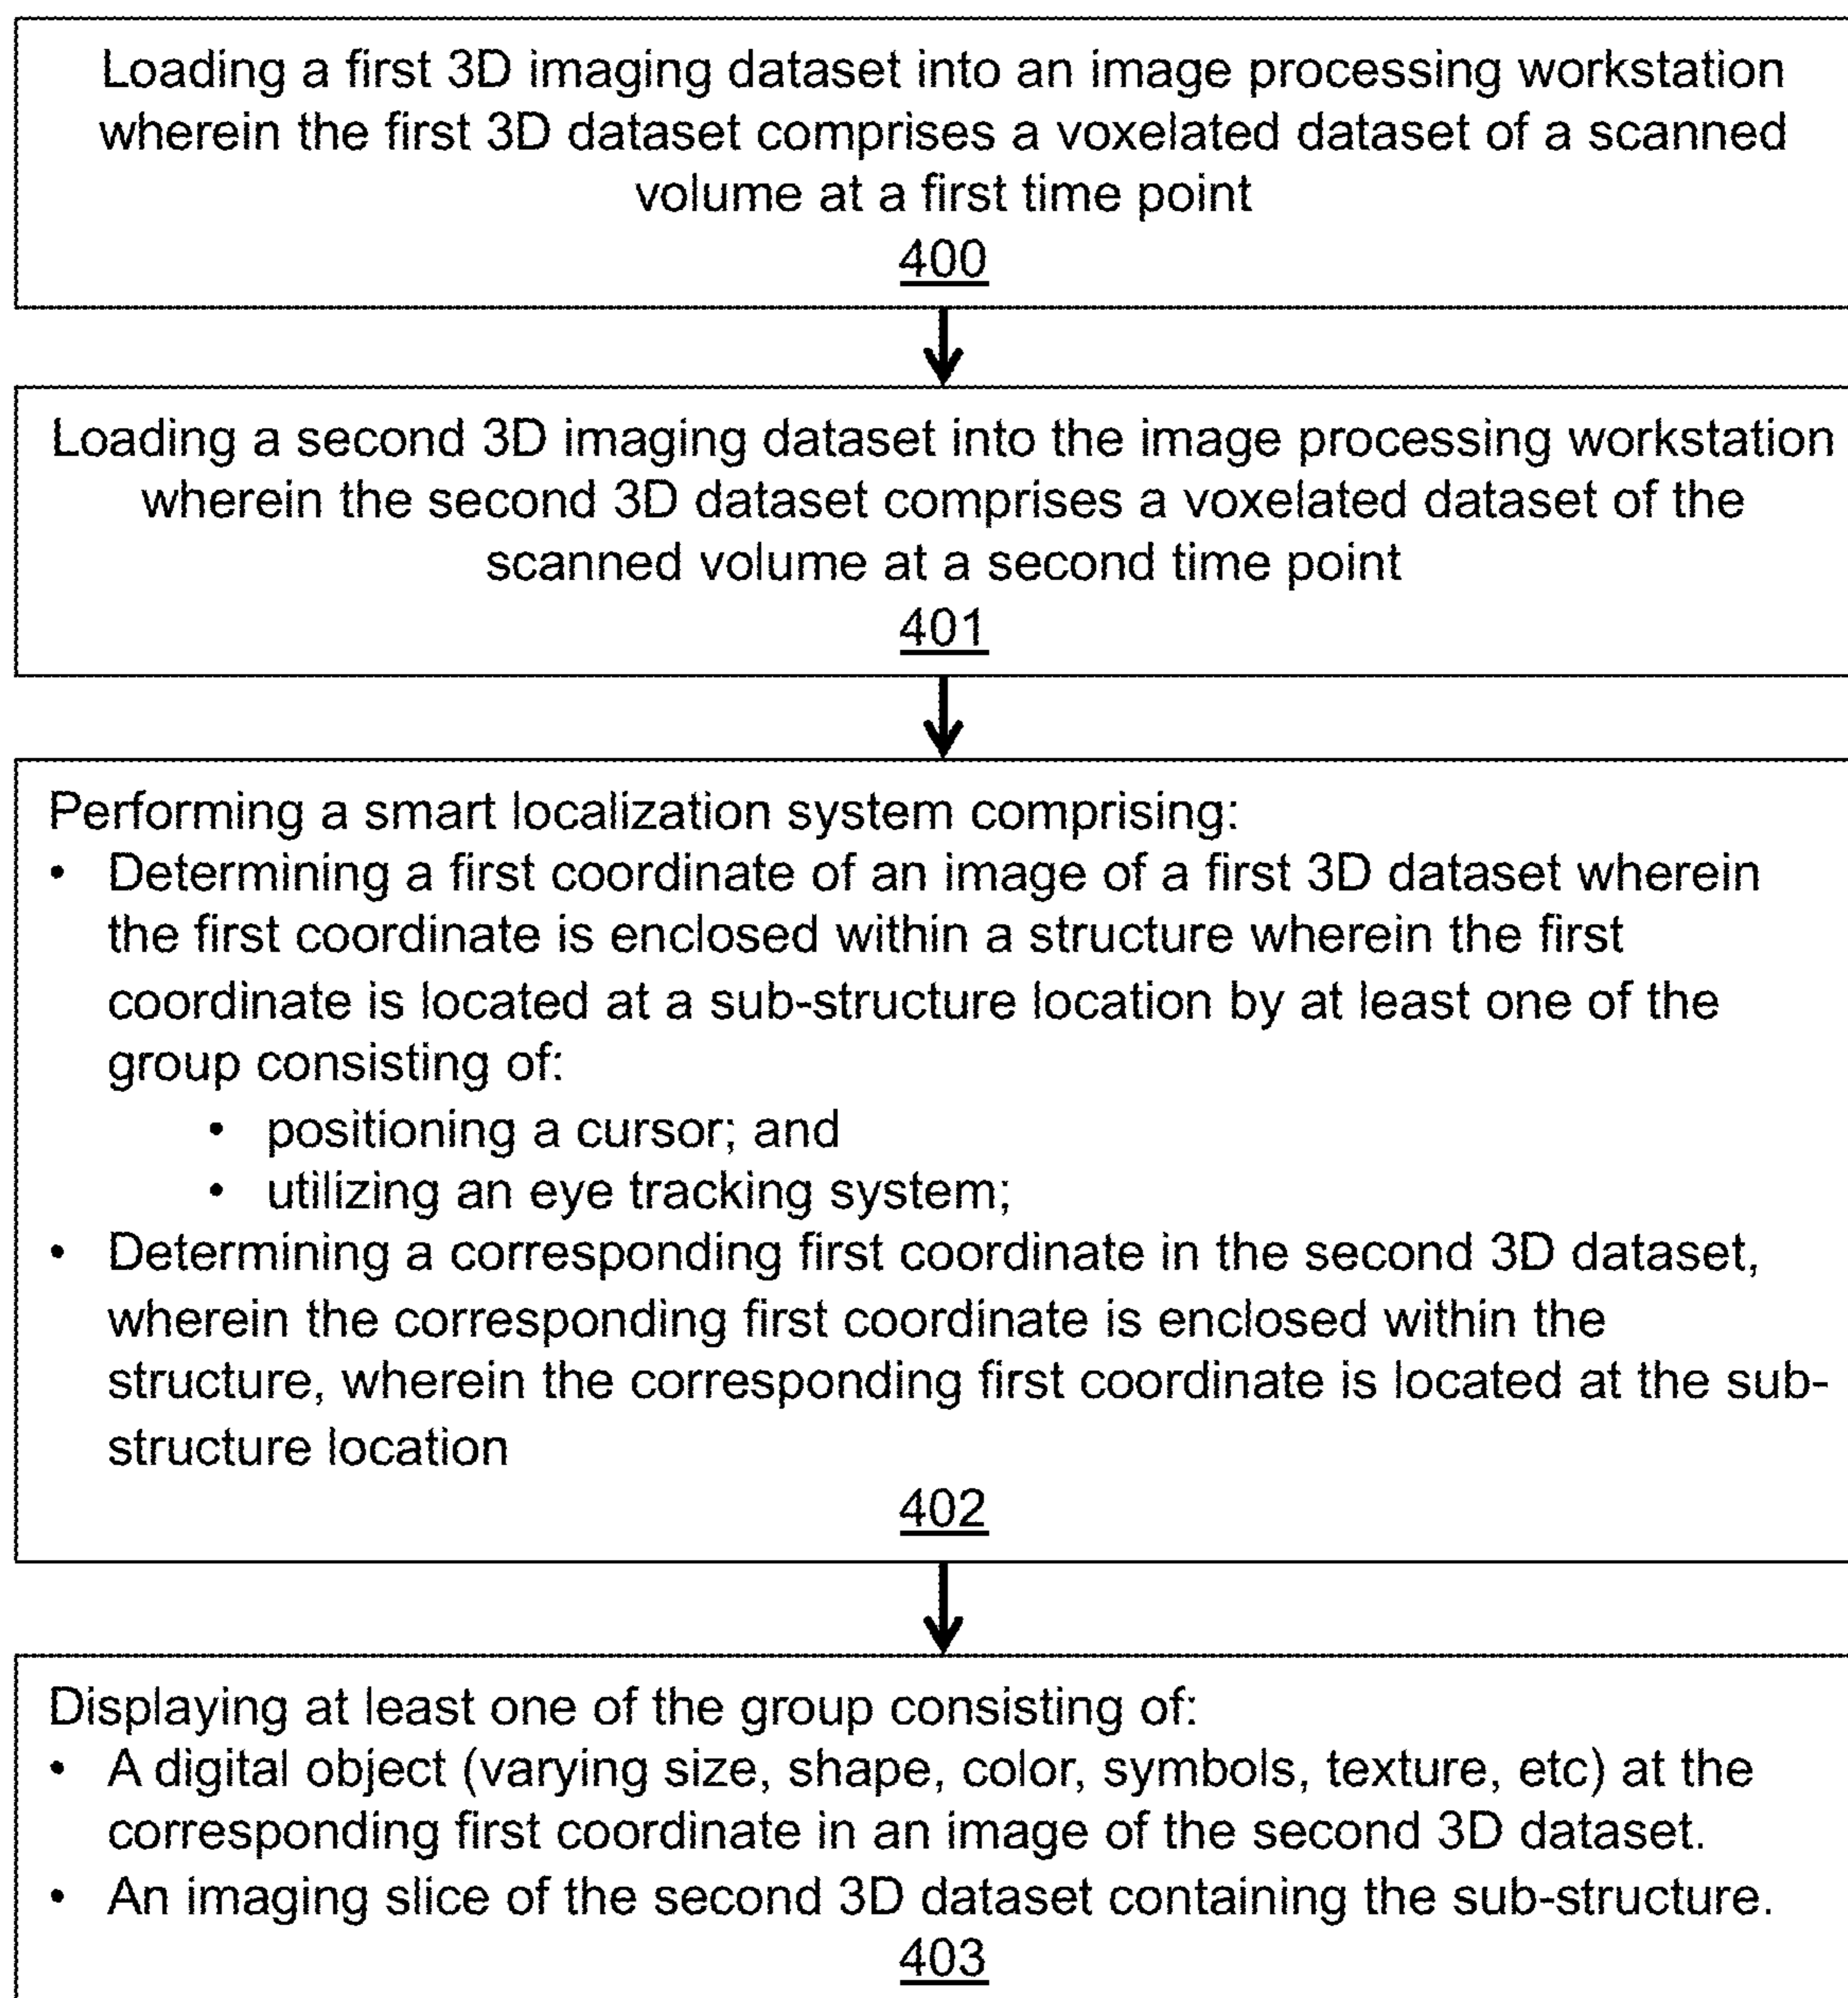 Loading a first 3D imaging dataset into an image processing workstation
wherein the first 3D dataset comprises a voxelated dataset of a scanned
volume at a first time point
400
Loading a second 3D imaging dataset into the image processing workstation
wherein the second 3D dataset comprises a voxelated dataset of the
scanned volume at a second time point
401
Performing a smart localization system comprising:
• Determining a first coordinate of an image of a first 3D dataset wherein
the first coordinate is enclosed within a structure wherein the first
coordinate is located at a sub-structure location by at least one of the
group consisting of:
• positioning a cursor; and
• utilizing an eye tracking system;
• Determining a corresponding first coordinate in the second 3D dataset,
wherein the corresponding first coordinate is enclosed within the
structure, wherein the corresponding first coordinate is located at the sub-
structure location
402
Displaying at least one of the group consisting of:
• A digital object (varying size, shape, color, symbols, texture, etc) at the
corresponding first coordinate in an image of the second 3D dataset.
• An imaging slice of the second 3D dataset containing the sub-structure.
403